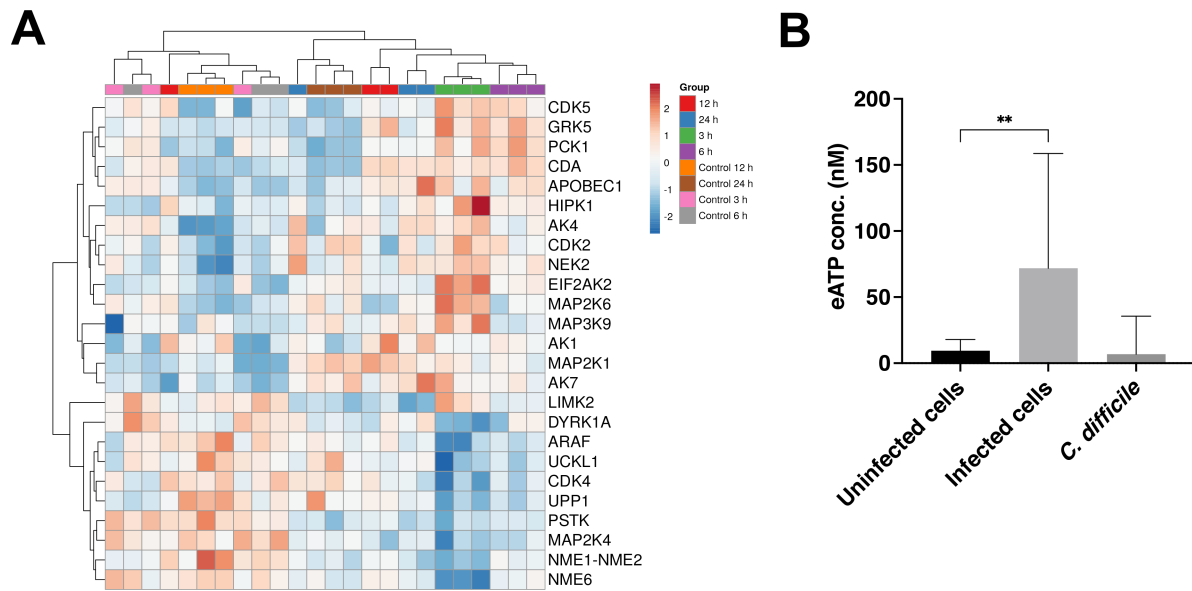 A
CDK5
GRK5
PCK1
CDA
APOBEC1
HIPK1
AK4
CDK2
NEK2
EIF2AK2
MAP2K6
MAP3K9
AK1
MAP2K1
AK7
LIMK2
DYRK1A
ARAF
UCKL1
CDK4
UPP1
PSTK
MAP2K4
NME1-NME2
NME6
2
1
0
-1
-2
Group
12 h
24 h
3 h
6 h
Control 12 h
Control 24 h
Control 3 h
Control 6 h
B
eATP conc. (nM)
200
150
100
50
0
**
Uninfected cells
Infected cells
C. difficile